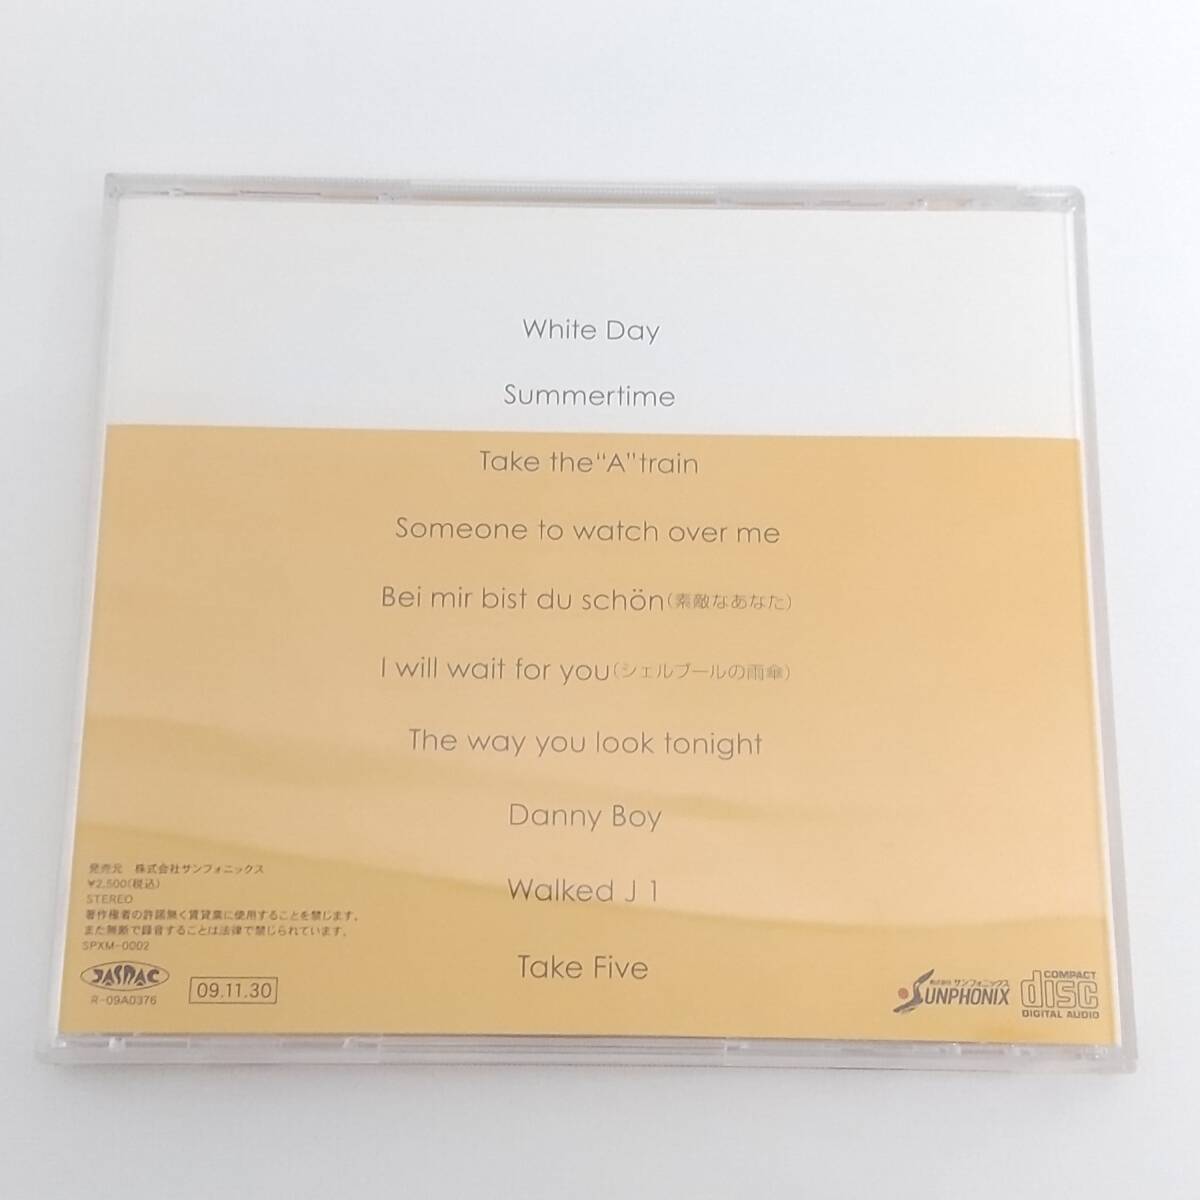 White Day
Summertime
Take the“A”train
Someone to watch over me
Bei mir bist du schön(素敵なあなた)
I will wait for you(シェルブールの雨傘)
The way you look tonight
Danny Boy
Walked J 1
Take Five
発売元 株式会社サンフォニックス
¥2,500(税込)
STEREO
著作権者の許諾無く賃貸業に使用することを禁じます。
また無断で録音することは法律で禁じられています。
SPXM-0002
JASRAC
R-09A0376
09.11.30
株式会社 サンフォニックス
SUNPHONIX
COMPACT
disc
DIGITAL AUDIO